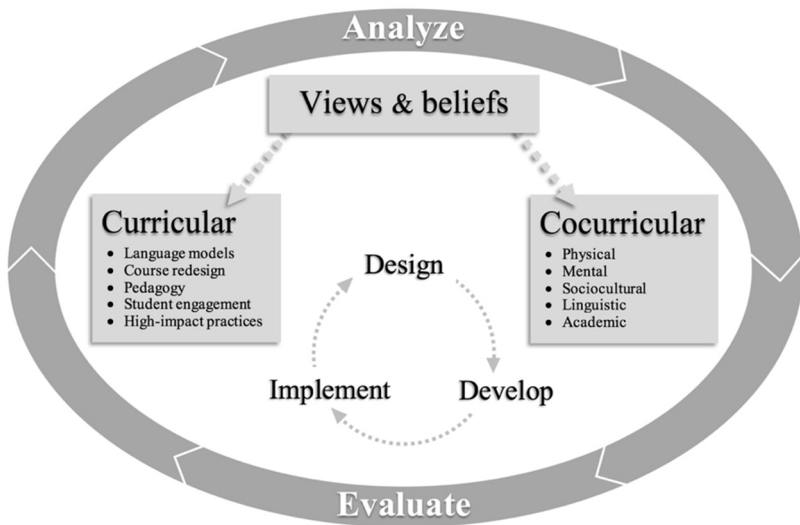 Analyze
Views & beliefs
Curricular
• Language models
• Course redesign
• Pedagogy
• Student engagement
• High-impact practices
Cocurricular
• Physical
• Mental
• Sociocultural
• Linguistic
• Academic
Design
Implement
Develop
Evaluate